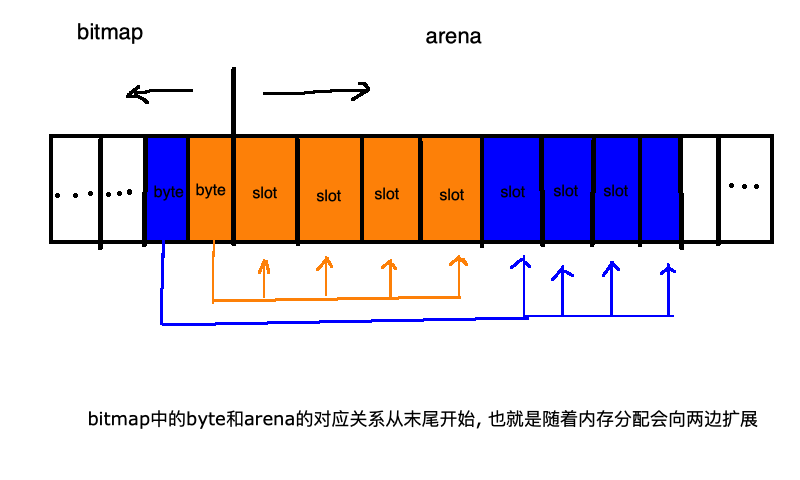 bitmap
arena
... ... byte byte slot slot slot slot slot slot slot ...
bitmap中的byte和arena的对应关系从末尾开始, 也就是随着内存分配会向两边扩展